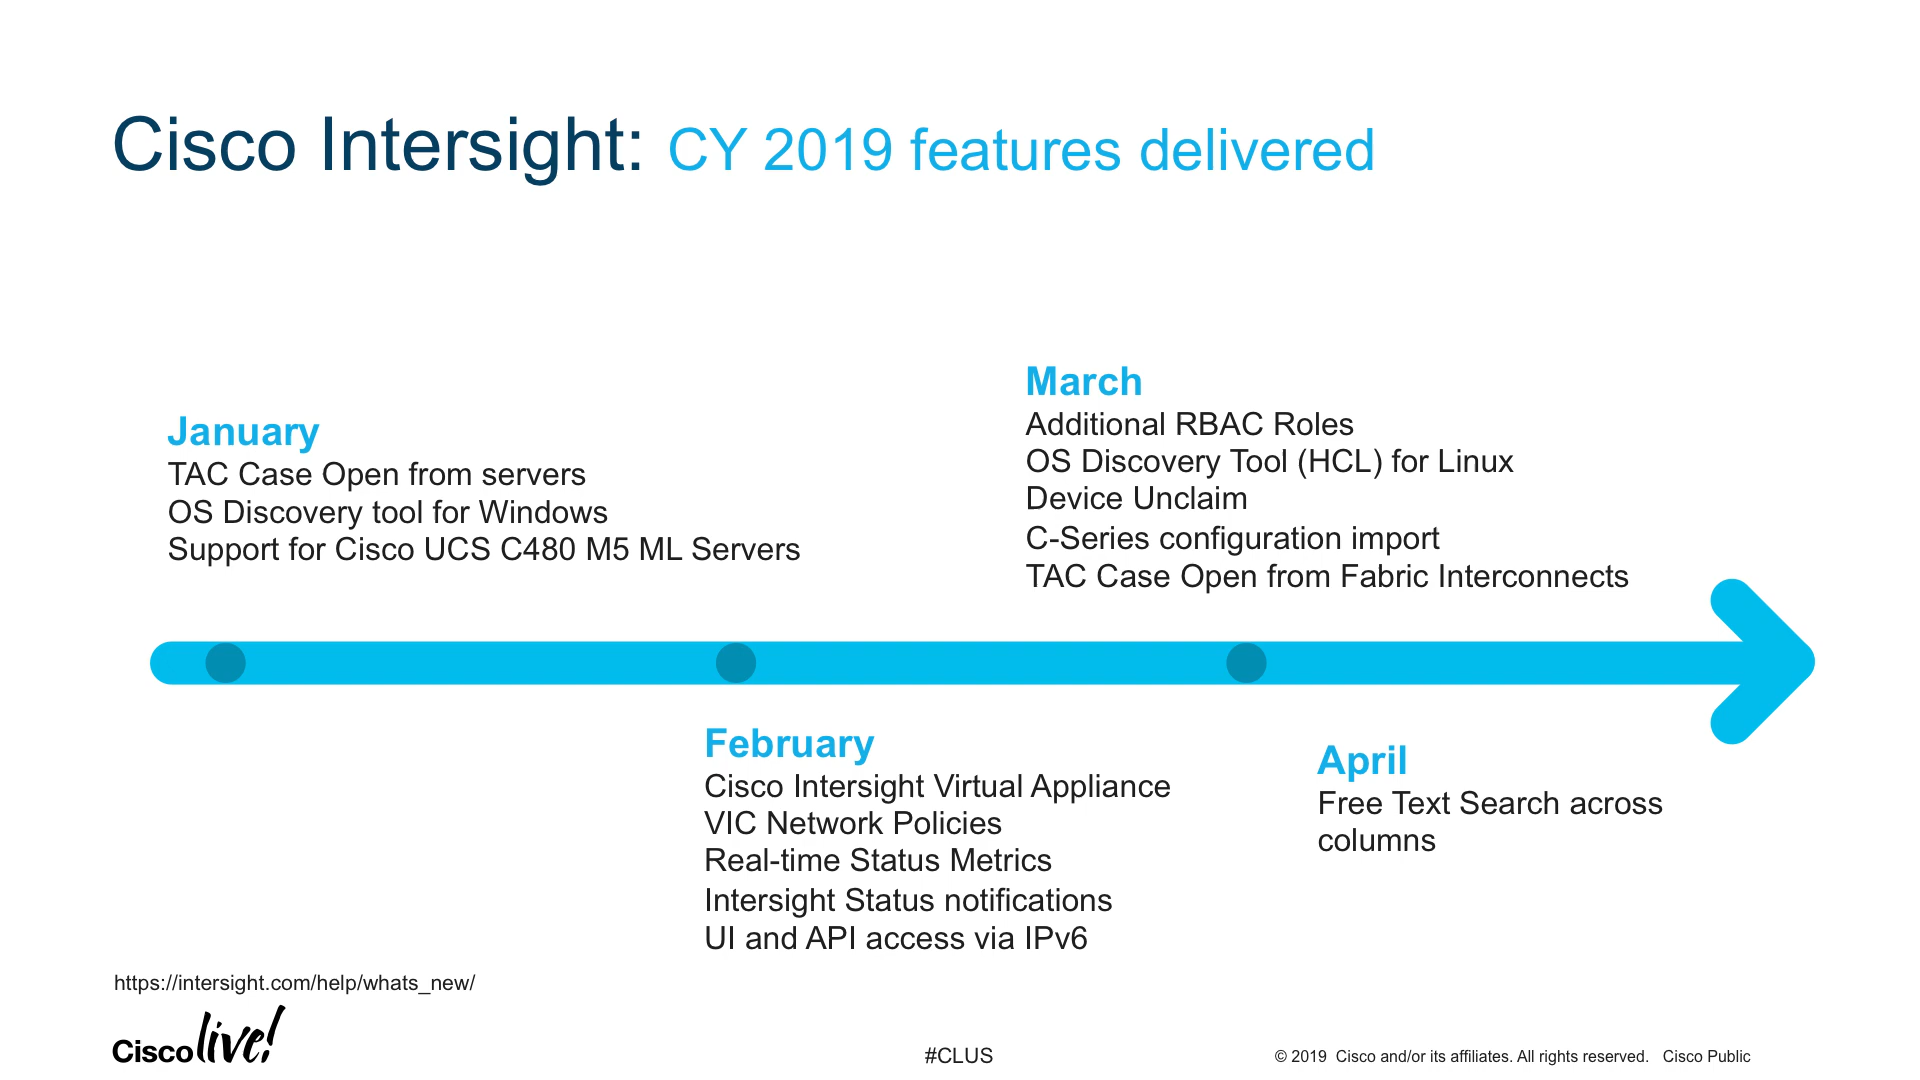 Cisco Intersight: CY 2019 features delivered
January
TAC Case Open from servers
OS Discovery tool for Windows
Support for Cisco UCS C480 M5 ML Servers
March
Additional RBAC Roles
OS Discovery Tool (HCL) for Linux
Device Unclaim
C-Series configuration import
TAC Case Open from Fabric Interconnects
February
Cisco Intersight Virtual Appliance
VIC Network Policies
Real-time Status Metrics
Intersight Status notifications
UI and API access via IPv6
April
Free Text Search across
columns
https://intersight.com/help/whats_new/
Cisco live!
#CLUS
© 2019 Cisco and/or its affiliates. All rights reserved. Cisco Public